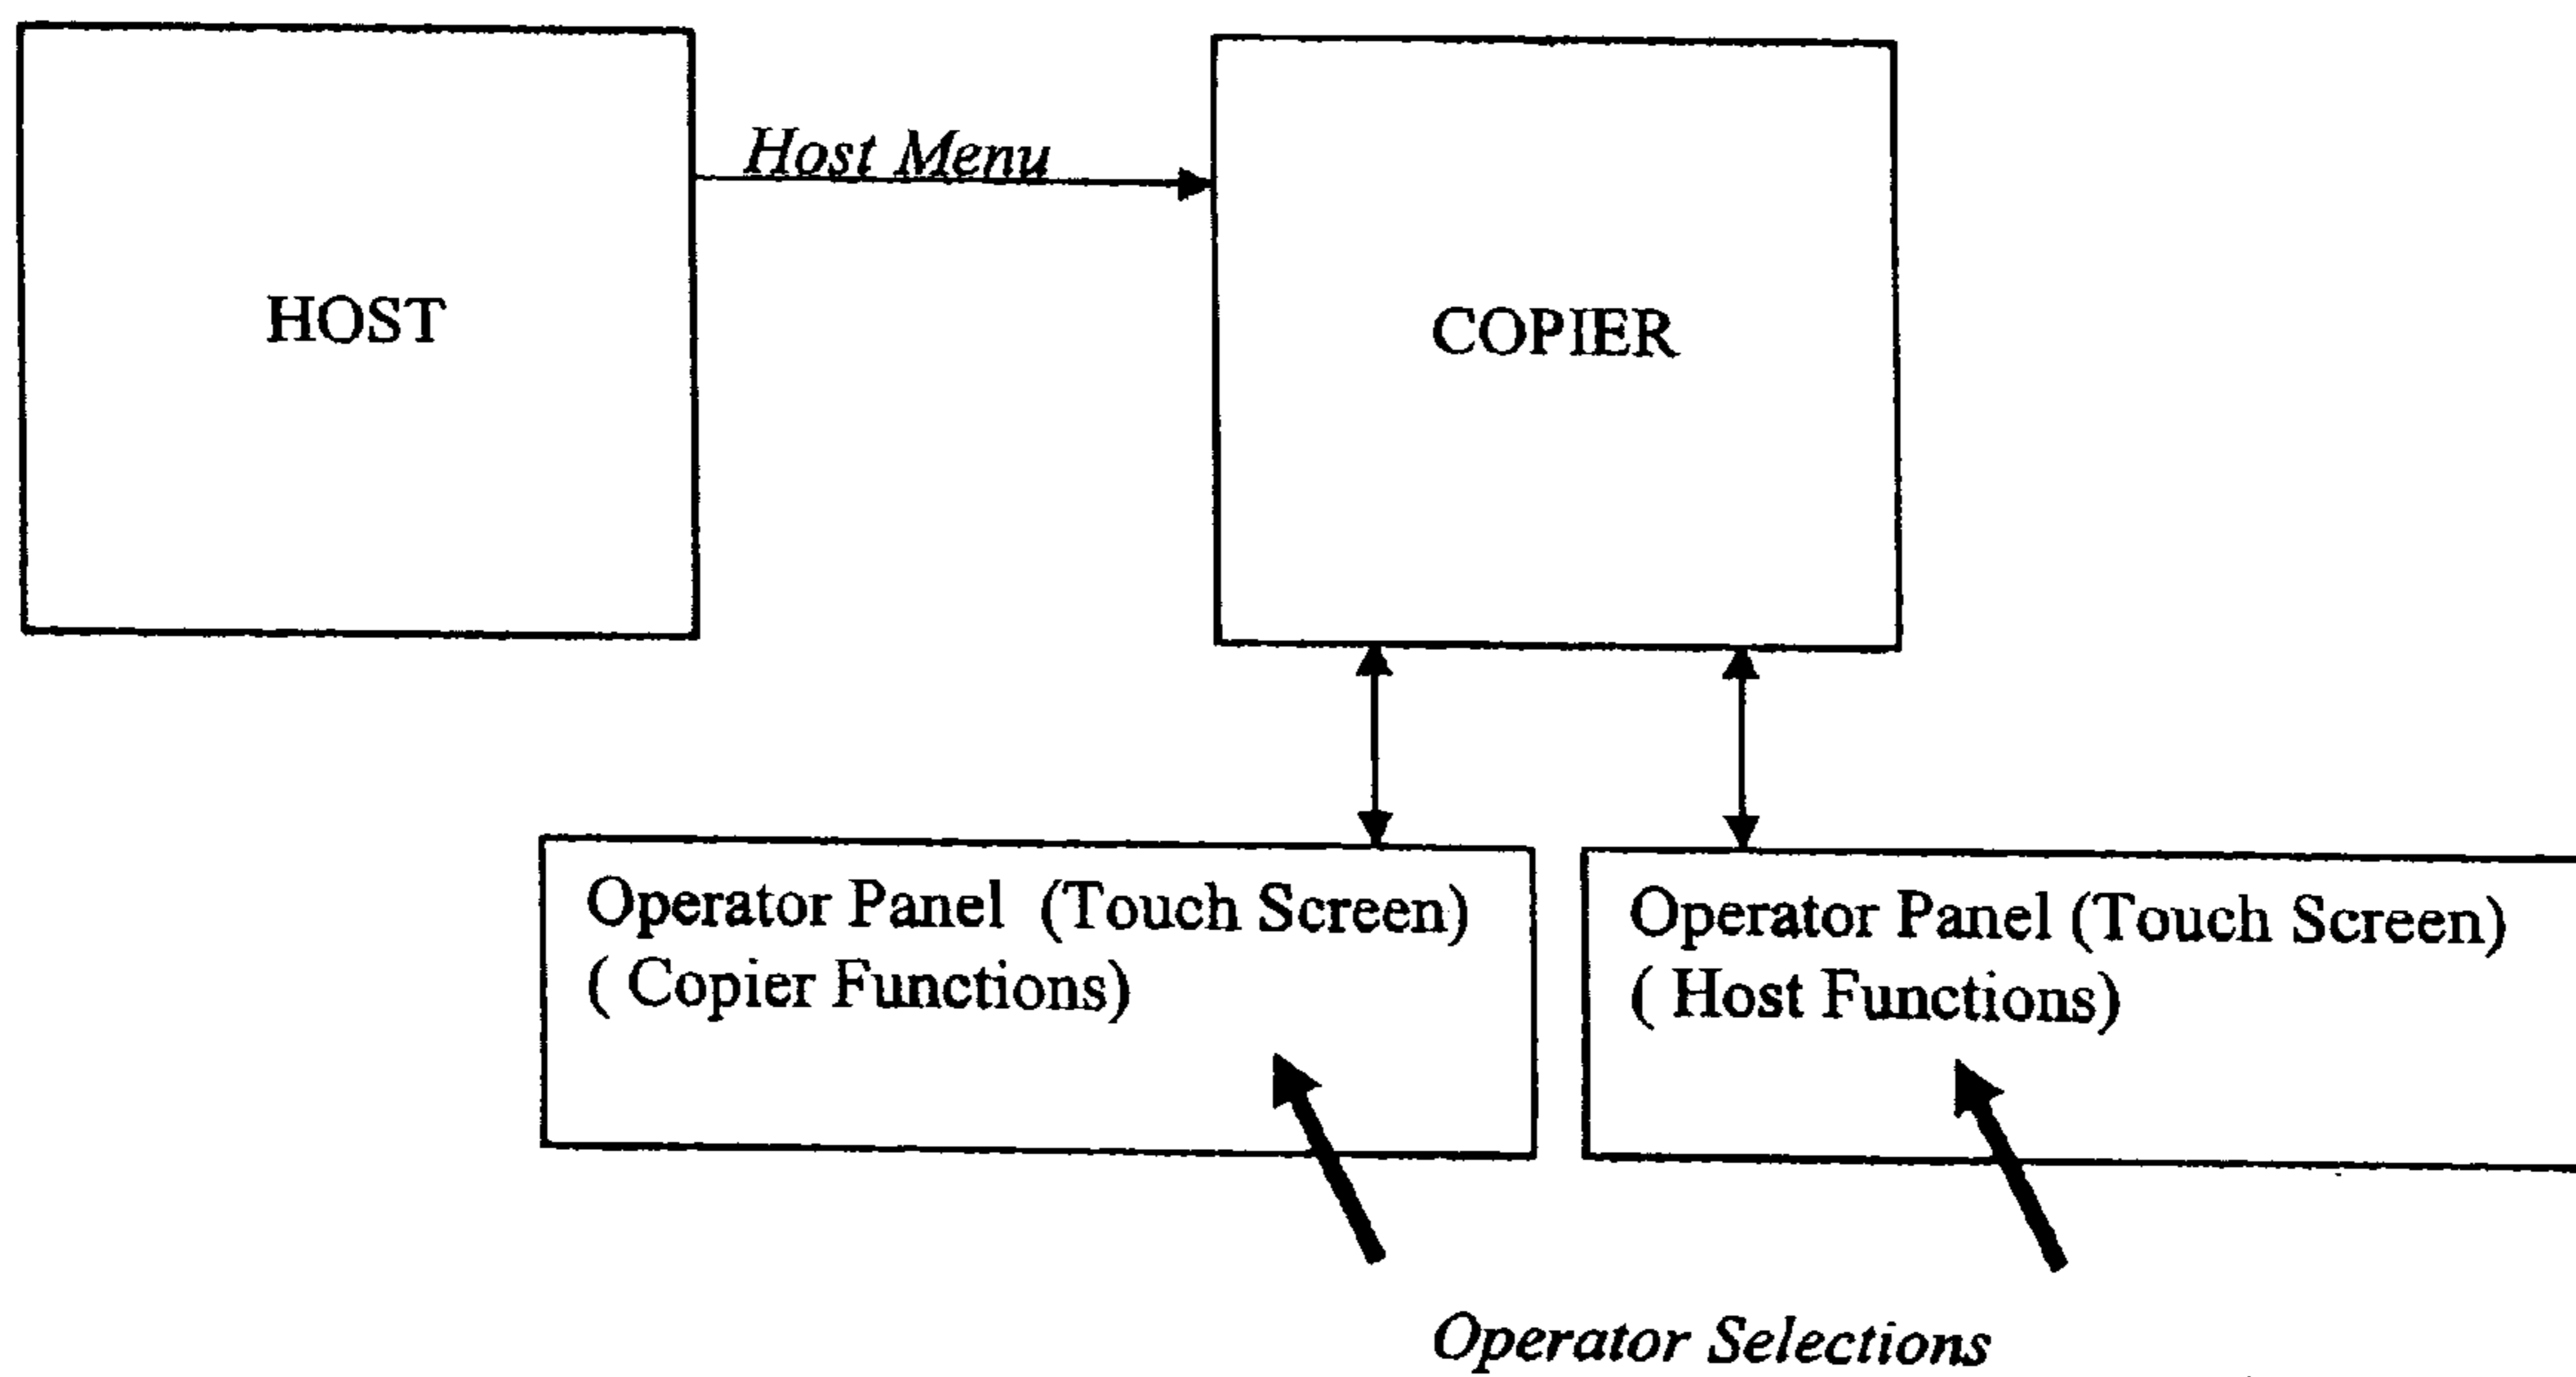 Host Menu
HOST
COPIER
Operator Panel (Touch Screen)
( Copier Functions)
Operator Panel (Touch Screen)
( Host Functions)
Operator Selections